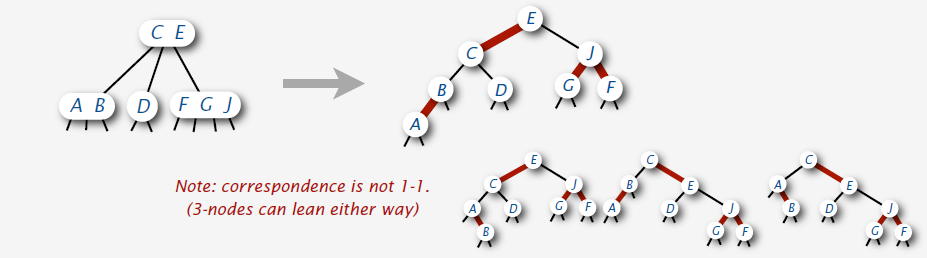 C E
A B D F G J
E
C J
B D G F
A
Note: correspondence is not 1-1.
(3-nodes can lean either way)
E
C J
A D G F
B
C
B E
A D J
G F
C
A E
B D J
G F